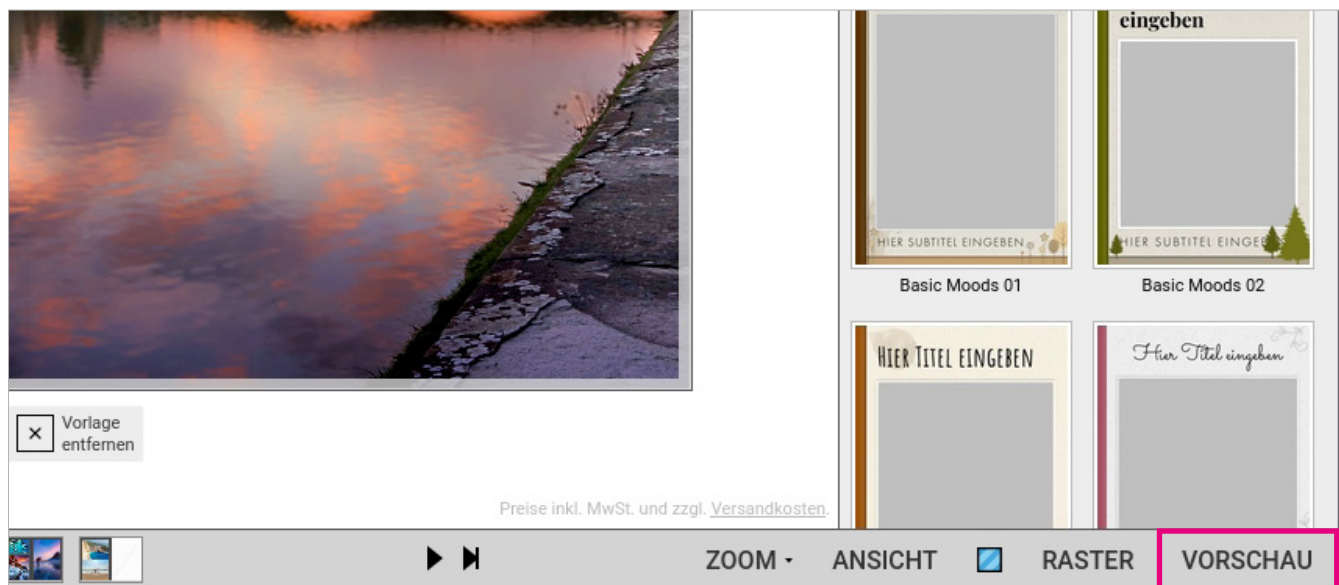 eingeben
HIER SUBTITEL EINGEBEN
HIER SUBTITEL EINGEB
Basic Moods 01
Basic Moods 02
HIER TITEL EINGEBEN
Hier Titel eingeben
Vorlage
entfernen
Preise inkl. MwSt. und zzgl. Versandkosten.
ZOOM
ANSICHT
RASTER
VORSCHAU